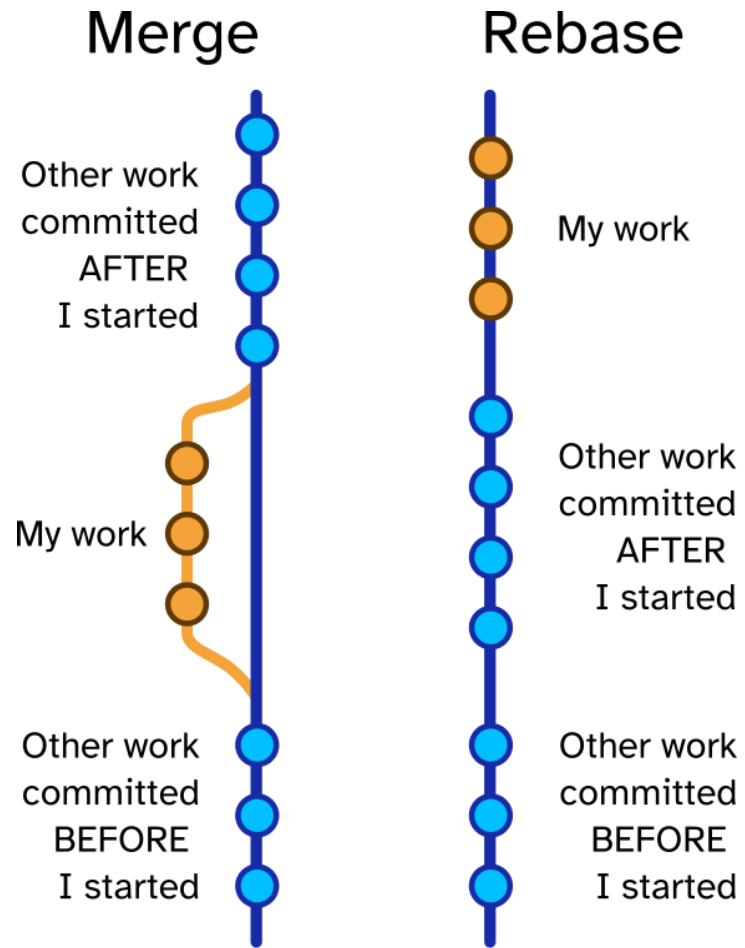 Merge
Other work
committed
AFTER
I started
My work
Other work
committed
BEFORE
I started
Rebase
My work
Other work
committed
AFTER
I started
Other work
committed
BEFORE
I started